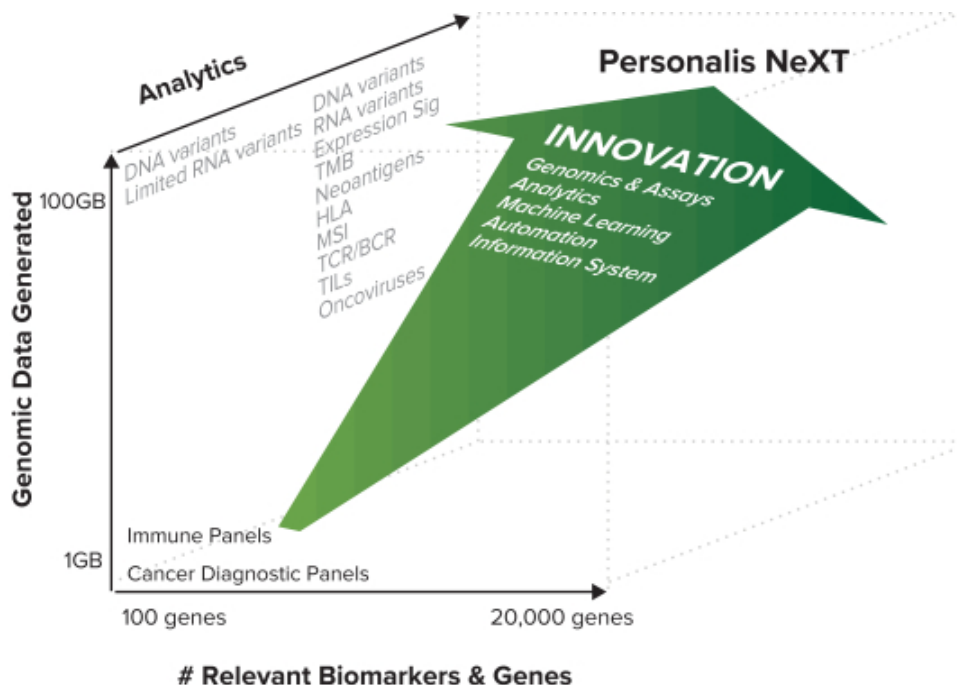 Analytics
DNA variants
Limited RNA variants
DNA variants
RNA variants
Expression Sig
TMB
Neoantigens
HLA
MSI
TCR/BCR
TILs
Oncoviruses
Personalis NeXT
INNOVATION
Genomics & Assays
Analytics
Machine Learning
Automation
Information System
Genomic Data Generated
100GB
1GB
Immune Panels
Cancer Diagnostic Panels
100 genes
20,000 genes
# Relevant Biomarkers & Genes